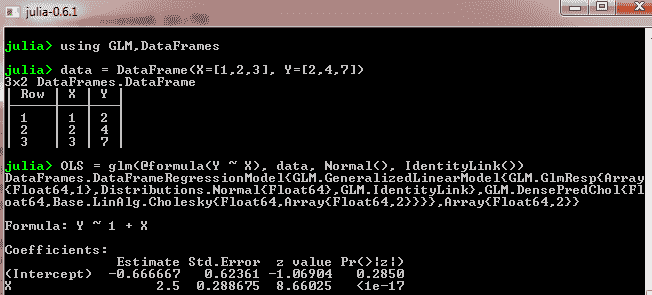 julia-0.6.1
julia> using GLM,DataFrames
julia> data = DataFrame(X=[1,2,3], Y=[2,4,7])
3x2 DataFrames.DataFrame
| Row | X | Y |
| 1 | 1 | 2 |
| 2 | 2 | 4 |
| 3 | 3 | 7 |
julia> OLS = glm(@formula(Y ~ X), data, Normal(), IdentityLink())
DataFrames.DataFrameRegressionModel{GLM.GeneralizedLinearModel{GLM.GlmResp{Array
{Float64,1},Distributions.Normal{Float64},GLM.IdentityLink},GLM.DensePredChol{Fl
oat64,Base.LinAlg.Cholesky{Float64,Array{Float64,2}}}},Array{Float64,2}}
Formula: Y ~ 1 + X
Coefficients:
Estimate Std.Error z value Pr(>|z|)
(Intercept) -0.666667 0.62361 -1.06904 0.2850
X 2.5 0.288675 8.66025 <1e-17